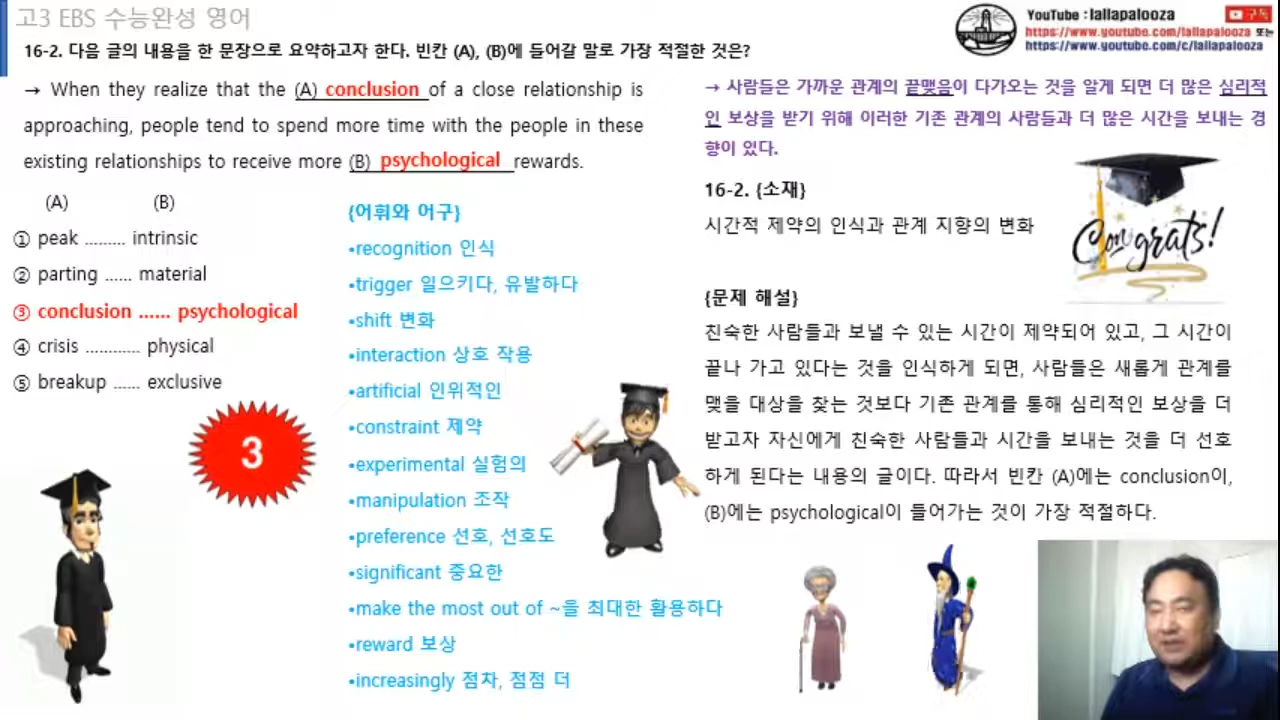 고3 EBS 수능완성 영어
YouTube : lallapalooza
구독
https://www.youtube.com/lallapalooza 또는
https://www.youtube.com/c/lallapalooza
16-2. 다음 글의 내용을 한 문장으로 요약하고자 한다. 빈칸 (A), (B)에 들어갈 말로 가장 적절한 것은?
→ When they realize that the (A) conclusion of a close relationship is
approaching, people tend to spend more time with the people in these
existing relationships to receive more (B) psychological rewards.
(A) (B)
① peak ......... intrinsic
② parting ...... material
③ conclusion ...... psychological
④ crisis ........... physical
⑤ breakup ...... exclusive
3
{어휘와 어구}
•recognition 인식
•trigger 일으키다, 유발하다
•shift 변화
•interaction 상호 작용
•artificial 인위적인
•constraint 제약
•experimental 실험의
•manipulation 조작
•preference 선호, 선호도
•significant 중요한
•make the most out of ~을 최대한 활용하다
•reward 보상
•increasingly 점차, 점점 더
→ 사람들은 가까운 관계의 끝맺음이 다가오는 것을 알게 되면 더 많은 심리적
인 보상을 받기 위해 이러한 기존 관계의 사람들과 더 많은 시간을 보내는 경
향이 있다.
16-2. {소재}
시간적 제약의 인식과 관계 지향의 변화
Congrats!
{문제 해설}
친숙한 사람들과 보낼 수 있는 시간이 제약되어 있고, 그 시간이
끝나 가고 있다는 것을 인식하게 되면, 사람들은 새롭게 관계를
맺을 대상을 찾는 것보다 기존 관계를 통해 심리적인 보상을 더
받고자 자신에게 친숙한 사람들과 시간을 보내는 것을 더 선호
하게 된다는 내용의 글이다. 따라서 빈칸 (A)에는 conclusion이,
(B)에는 psychological이 들어가는 것이 가장 적절하다.